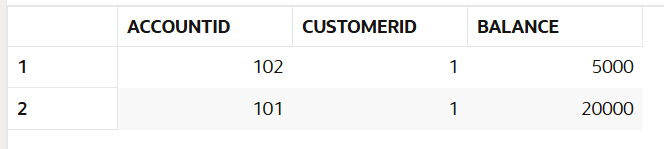 ACCOUNTID CUSTOMERID BALANCE
1 102 1 5000
2 101 1 20000